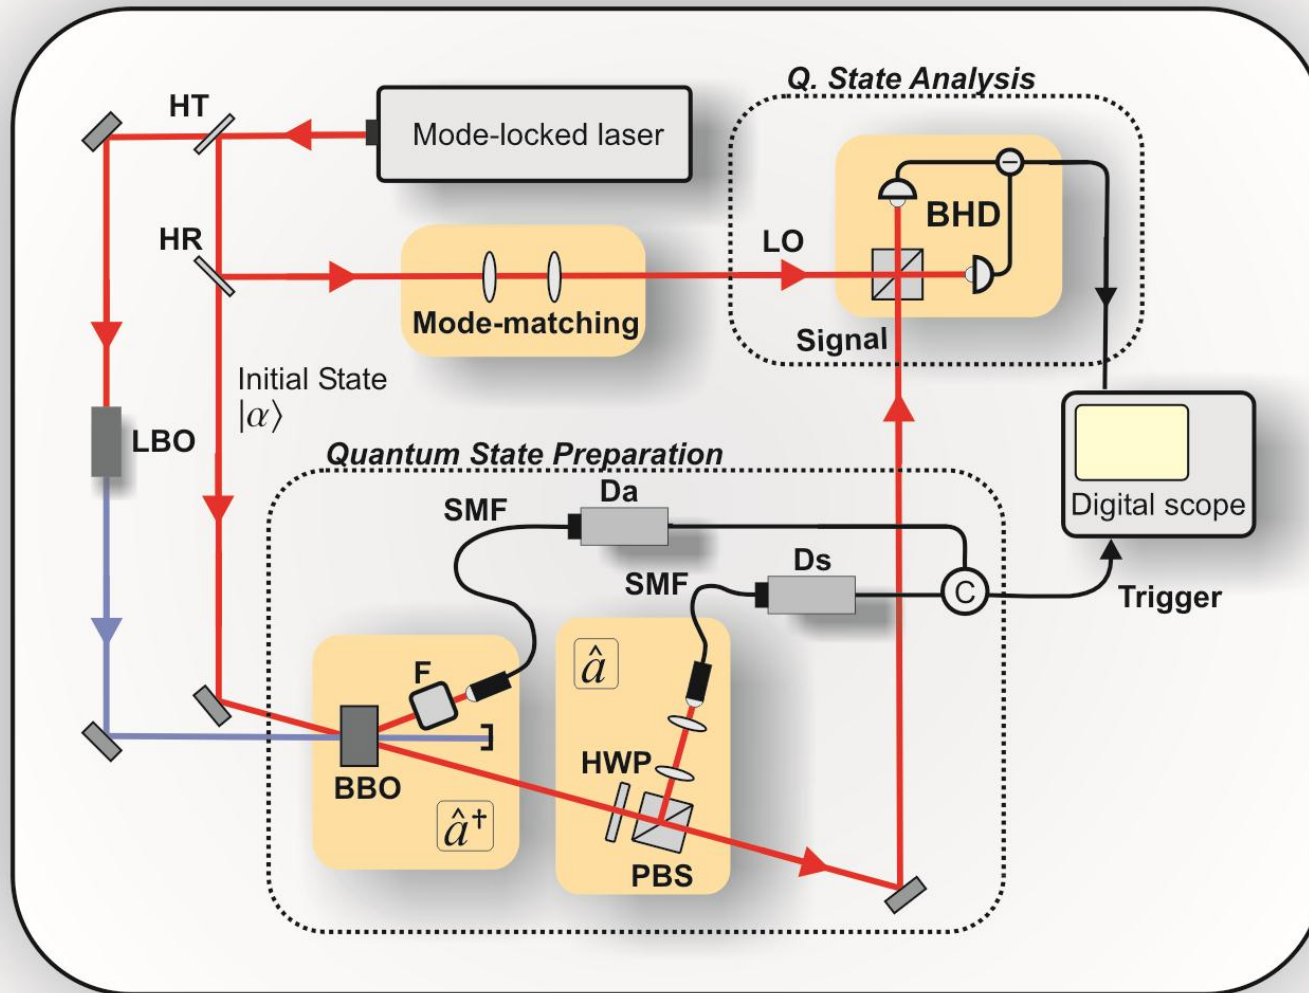 Q. State Analysis
HT
Mode-locked laser
BHD
HR
LO
Mode-matching
Signal
Initial State
|α⟩
LBO
Quantum State Preparation
Da
SMF
Digital scope
Ds
SMF
C
Trigger
F
â
HWP
BBO
â†
PBS